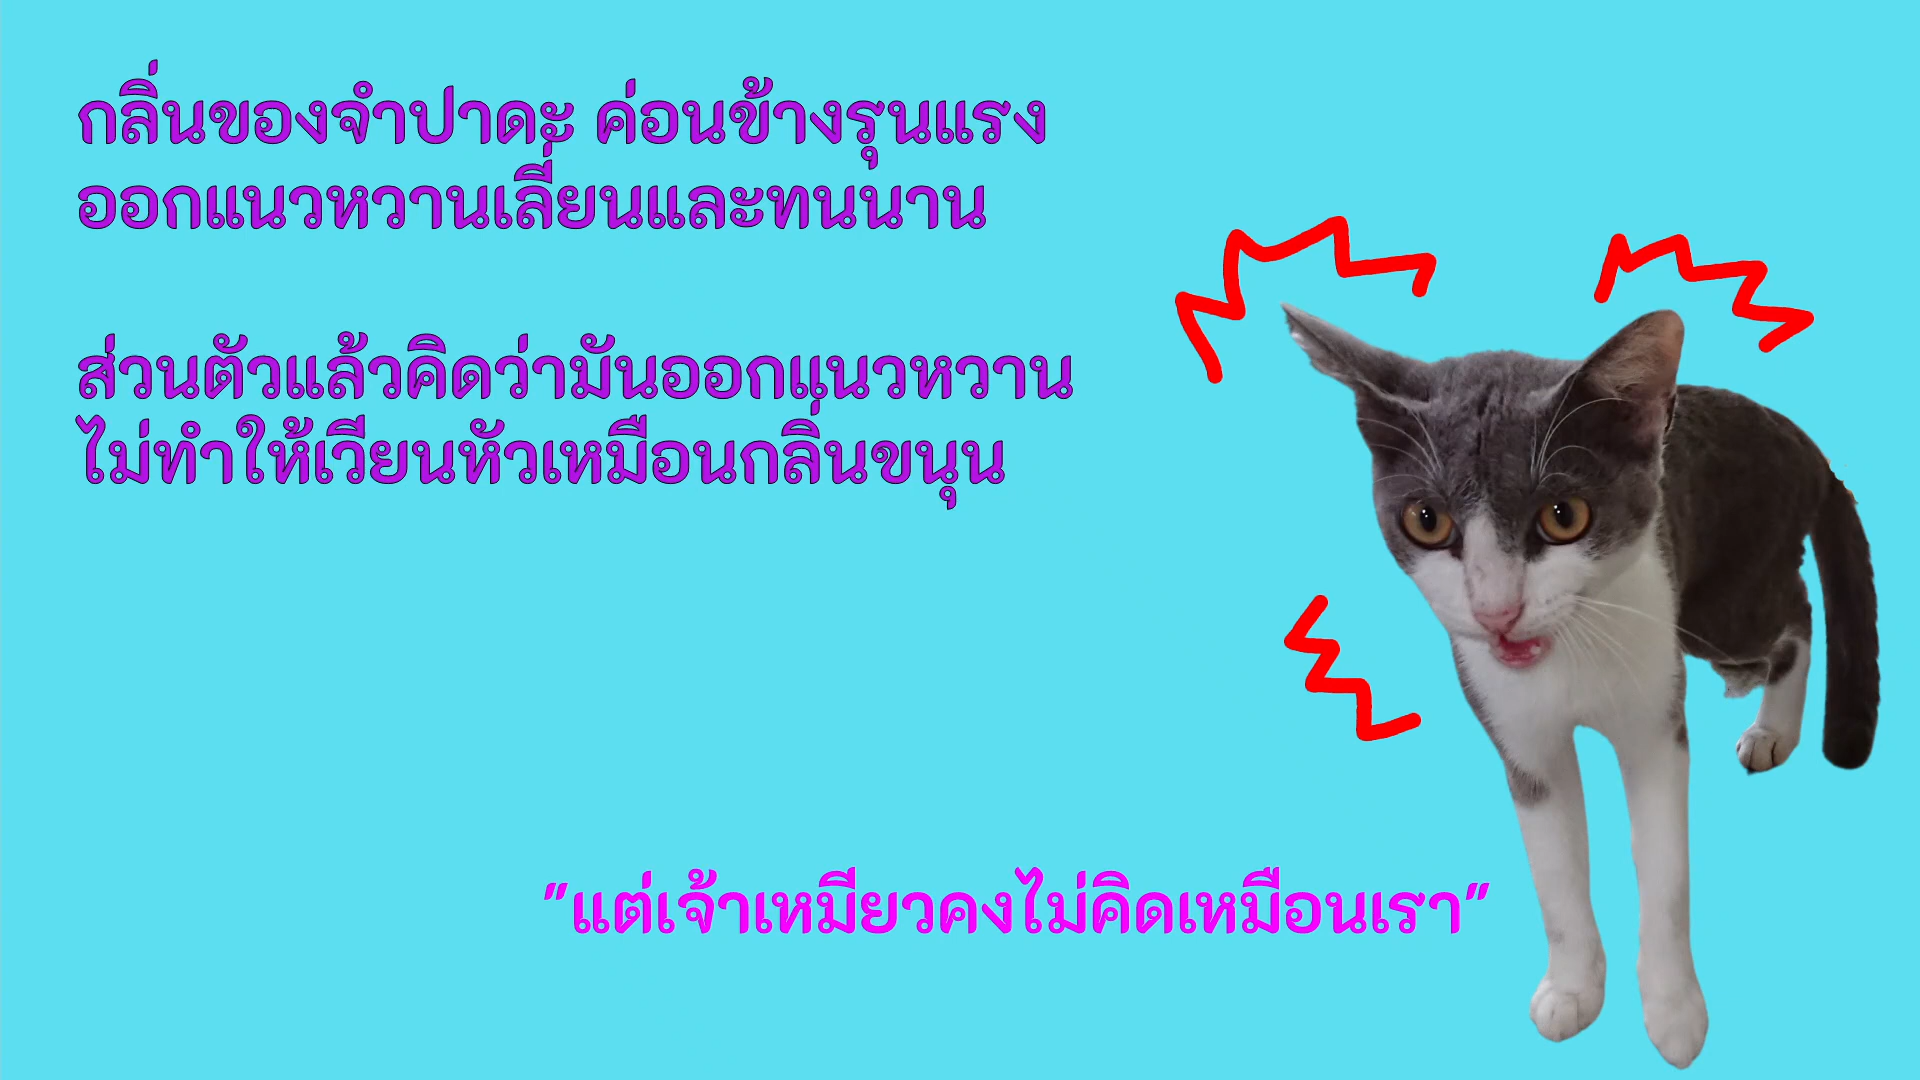 กลิ่นของจำปาดะ ค่อนข้างรุนแรง
ออกแนวหวานเลี่ยนและทนนาน
ส่วนตัวแล้วคิดว่ามันออกแนวหวาน
ไม่ทำให้เวียนหัวเหมือนกลิ่นขนุน
"แต่เจ้าเหมียวคงไม่คิดเหมือนเรา"